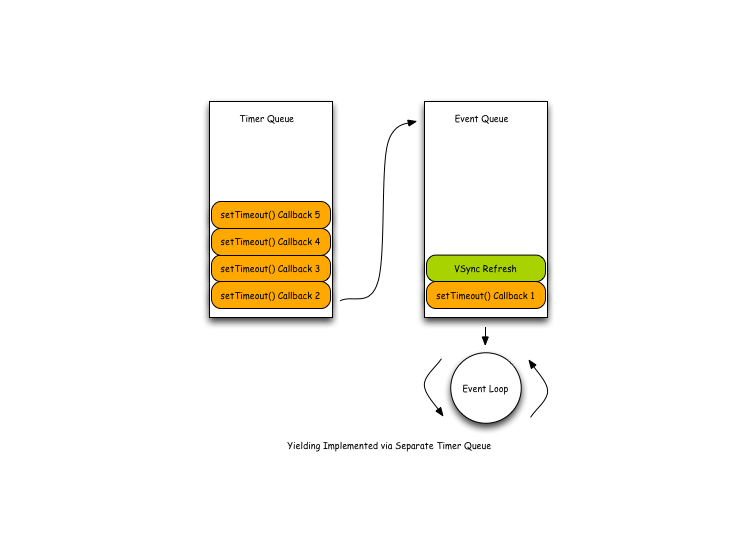 Timer Queue
setTimeout() Callback 5
setTimeout() Callback 4
setTimeout() Callback 3
setTimeout() Callback 2
Event Queue
VSync Refresh
setTimeout() Callback 1
Event Loop
Yielding Implemented via Separate Timer Queue